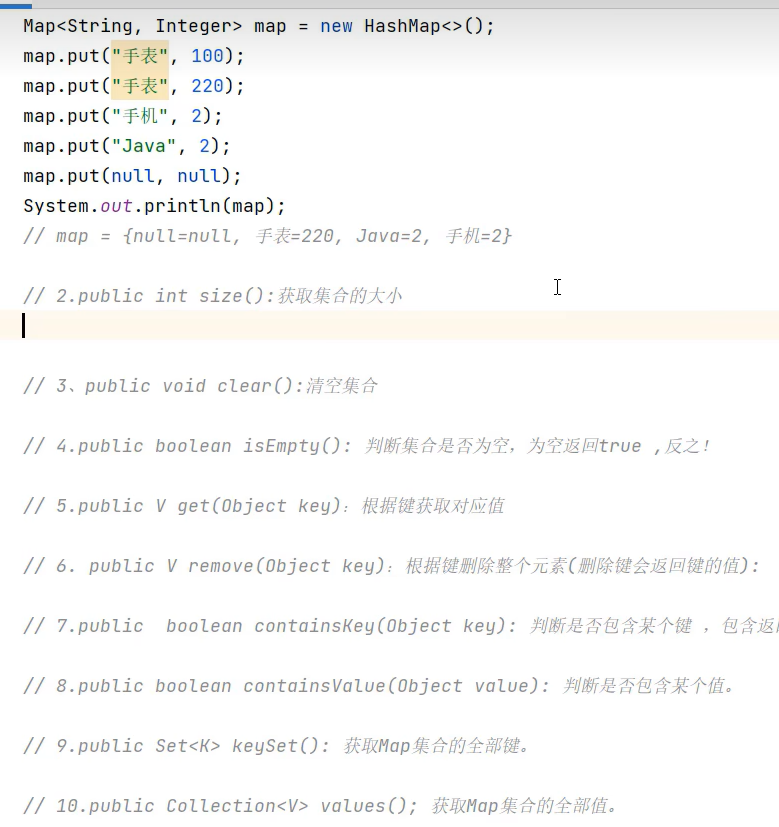 Map<String, Integer> map = new HashMap<>();
map.put("手表", 100);
map.put("手表", 220);
map.put("手机", 2);
map.put("Java", 2);
map.put(null, null);
System.out.println(map);
// map = {null=null, 手表=220, Java=2, 手机=2}
// 2.public int size():获取集合的大小
// 3、public void clear():清空集合
// 4.public boolean isEmpty(): 判断集合是否为空，为空返回true ,反之！
// 5.public V get(Object key)：根据键获取对应值
// 6. public V remove(Object key)：根据键删除整个元素(删除键会返回键的值):
// 7.public  boolean containsKey(Object key): 判断是否包含某个键 ，包含返
// 8.public boolean containsValue(Object value): 判断是否包含某个值。
// 9.public Set<K> keySet(): 获取Map集合的全部键。
// 10.public Collection<V> values(); 获取Map集合的全部值。